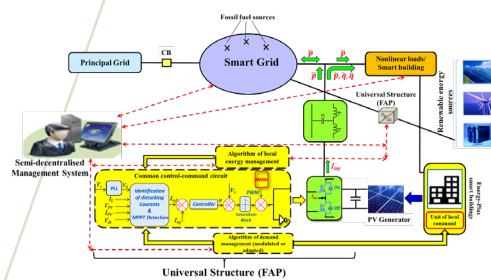 Fossil fuel sources
Principal Grid
CB
Smart Grid
Nonlinear loads/
Smart building
Universal Structure
(FAP)
Renewable energy
sources
Semi-decentralised
Management System
Algorithm of local
energy management
Common control-command circuit
PLL
Identification
of disturbing
Courants
&
MPPT Detection
Controller
PWM
Saturation
Block
PV Generator
Energy-Plus
smart buildings
Unit of local
command
Algorithm of demand
management (modulated or
adapted)
Universal Structure (FAP)